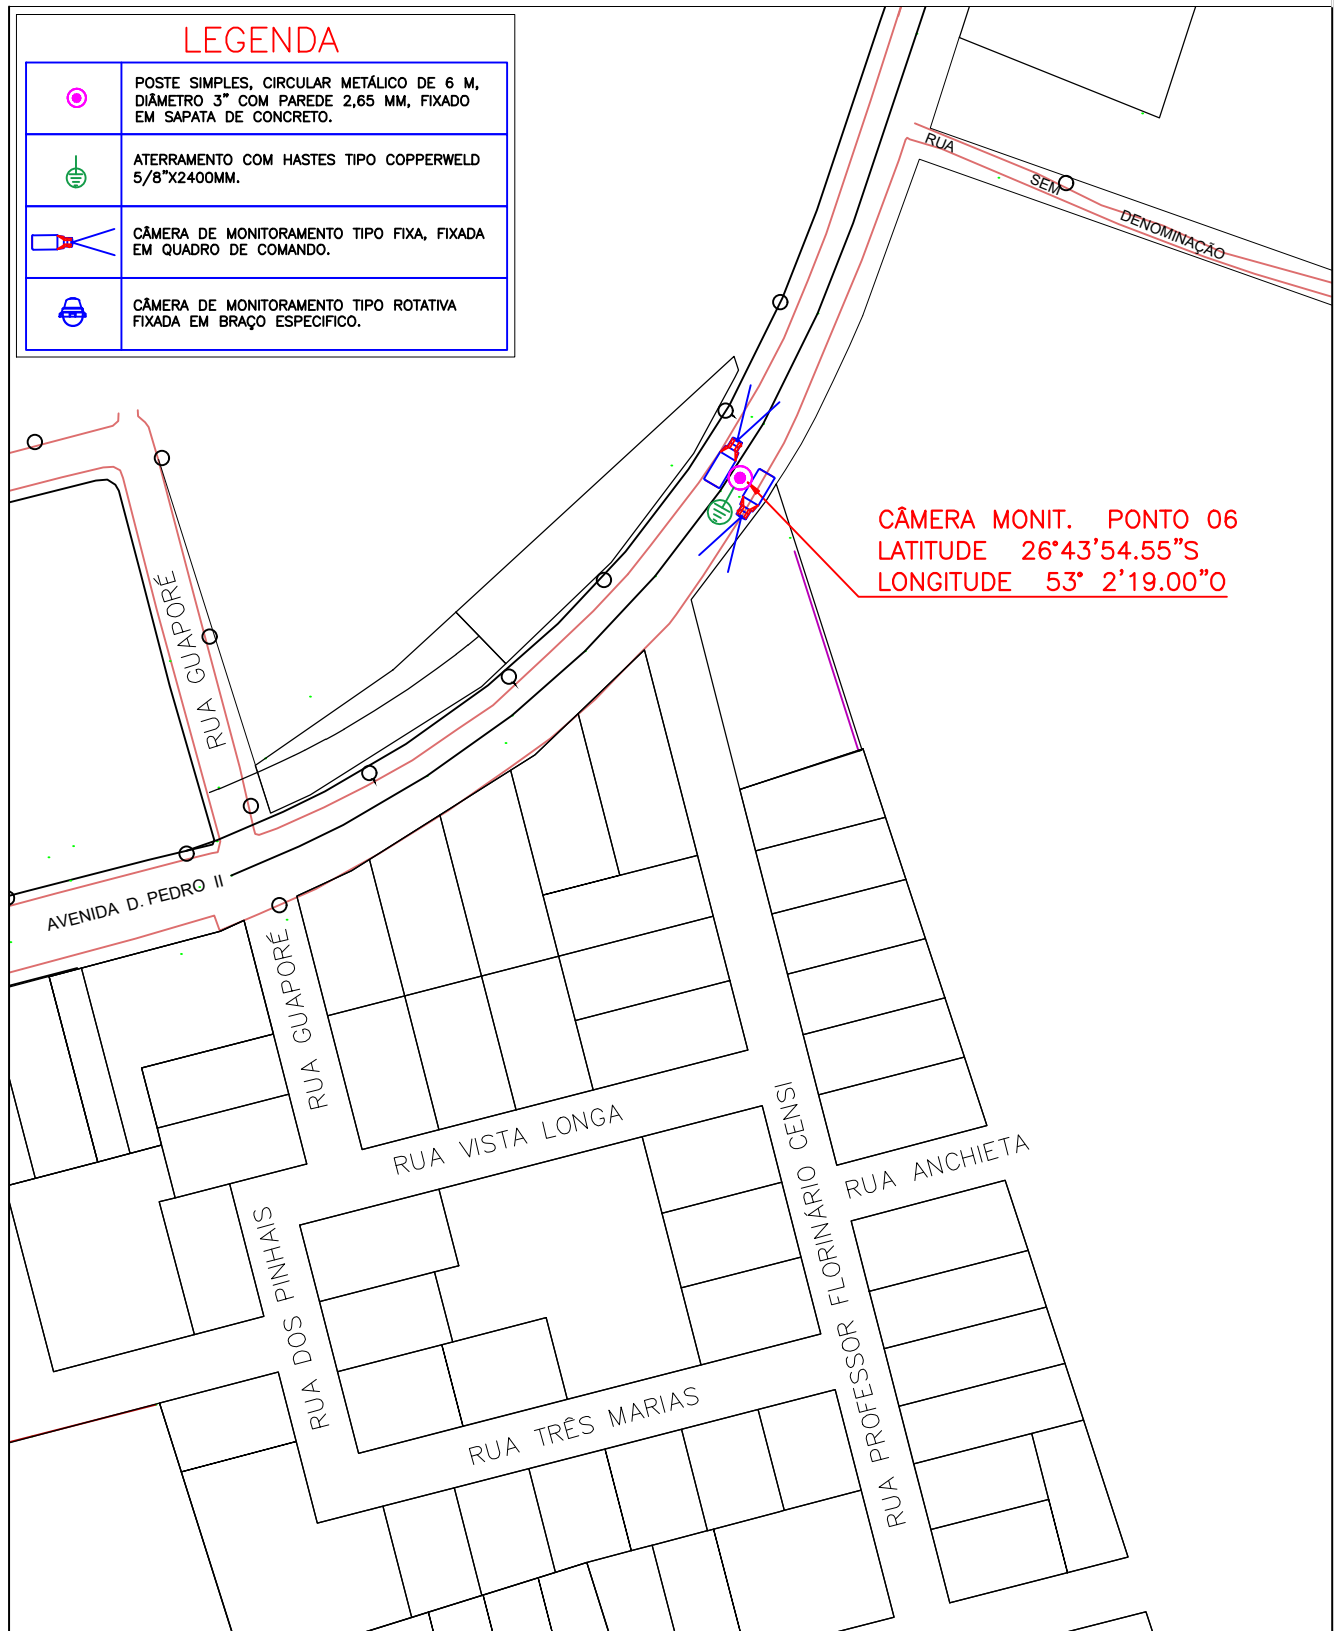 LEGENDA
POSTE SIMPLES, CIRCULAR METÁLICO DE 6 M,
DIÂMETRO 3" COM PAREDE 2,65 MM, FIXADO
EM SAPATA DE CONCRETO.
ATERRAMENTO COM HASTES TIPO COPPERWELD
5/8"X2400MM.
CÂMERA DE MONITORAMENTO TIPO FIXA, FIXADA
EM QUADRO DE COMANDO.
CÂMERA DE MONITORAMENTO TIPO ROTATIVA
FIXADA EM BRAÇO ESPECIFICO.
RUA SEM DENOMINAÇÃO
CÂMERA MONIT. PONTO 06
LATITUDE 26°43'54.55"S
LONGITUDE 53° 2'19.00"O
RUA GUAPORÉ
AVENIDA D. PEDRO II
RUA GUAPORÉ
RUA VISTA LONGA
RUA ANCHIETA
RUA DOS PINHAIS
RUA PROFESSOR FLORINÁRIO CENSI
RUA TRÊS MARIAS